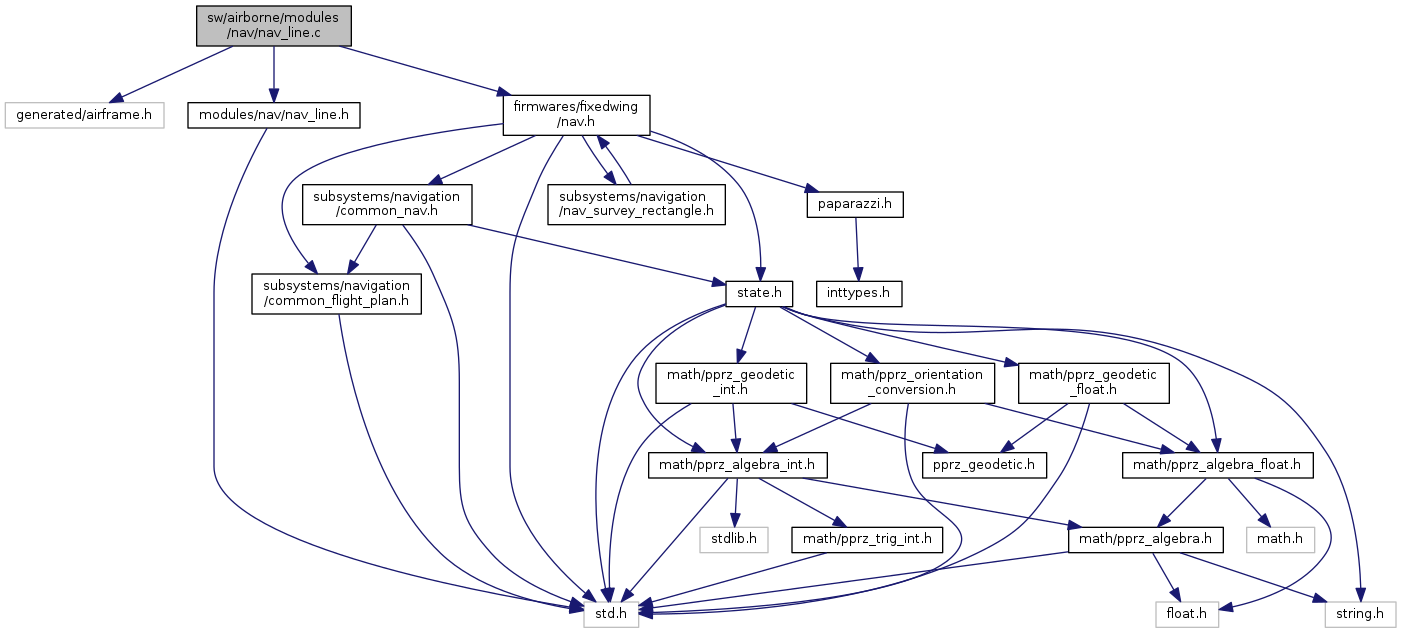 sw/airborne/modules
/nav/nav_line.c
generated/airframe.h
modules/nav/nav_line.h
firmwares/fixedwing
/nav.h
subsystems/navigation
/common_nav.h
subsystems/navigation
/nav_survey_rectangle.h
paparazzi.h
subsystems/navigation
/common_flight_plan.h
state.h
inttypes.h
math/pprz_geodetic
_int.h
math/pprz_orientation
_conversion.h
math/pprz_geodetic
_float.h
math/pprz_algebra_int.h
pprz_geodetic.h
math/pprz_algebra_float.h
stdlib.h
math/pprz_trig_int.h
math/pprz_algebra.h
math.h
std.h
float.h
string.h